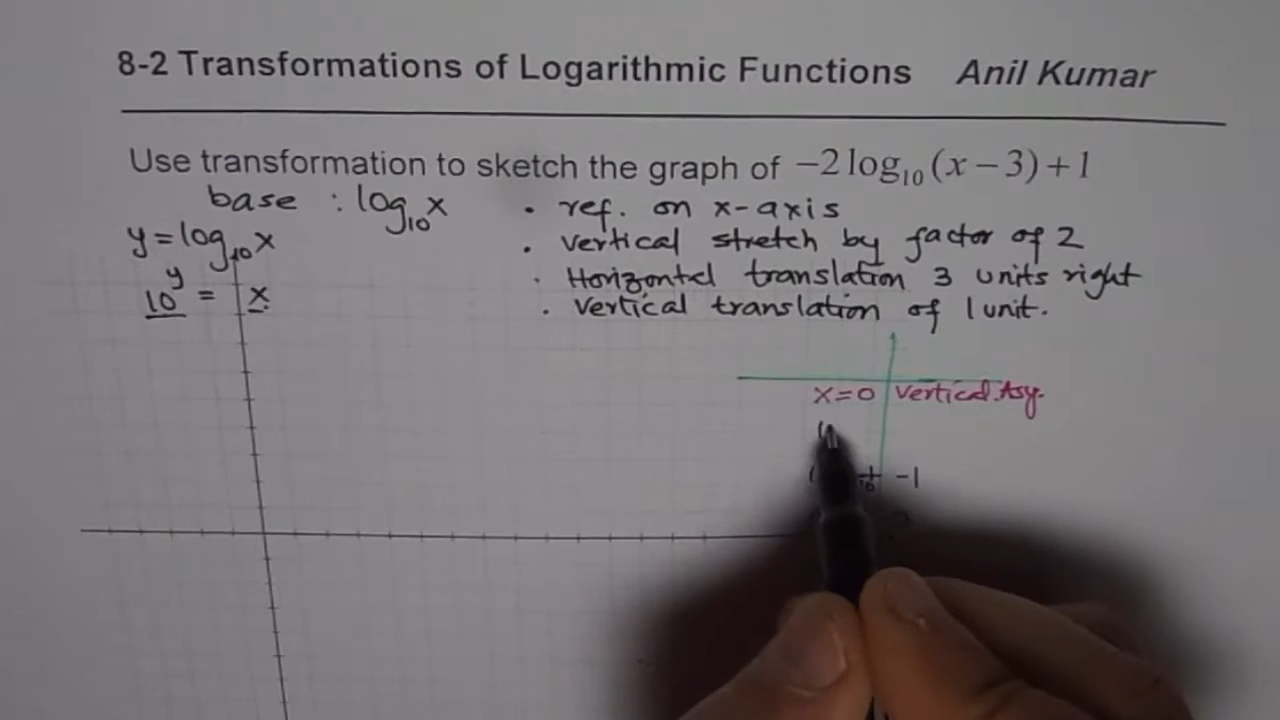 8-2 Transformations of Logarithmic Functions Anil Kumar
Use transformation to sketch the graph of −2 log₁₀ (x − 3) + 1
base : log₁₀ x
y = log₁₀ x
10ʸ = x
• ref. on x-axis
• Vertical stretch by factor of 2
• Horizontal translation 3 units right
• Vertical translation of 1 unit.
x=0 Vertical Asy.
1/10 -1